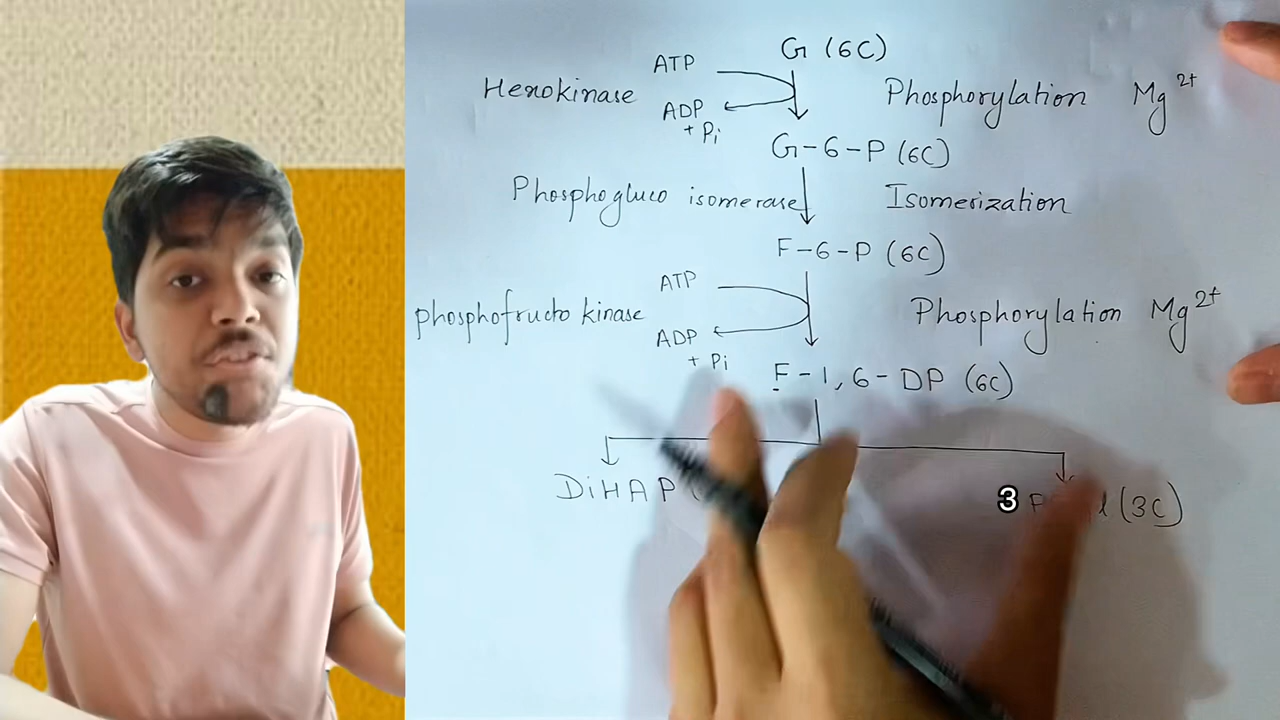 G (6C)
ATP
Hexokinase
ADP
+ Pi
Phosphorylation Mg²⁺
G-6-P (6C)
Phosphogluco isomerase
Isomerization
F-6-P (6C)
ATP
phosphofructo kinase
ADP
+ Pi
Phosphorylation Mg²⁺
F-1,6-DP (6C)
DiHAP (
3 (3C)